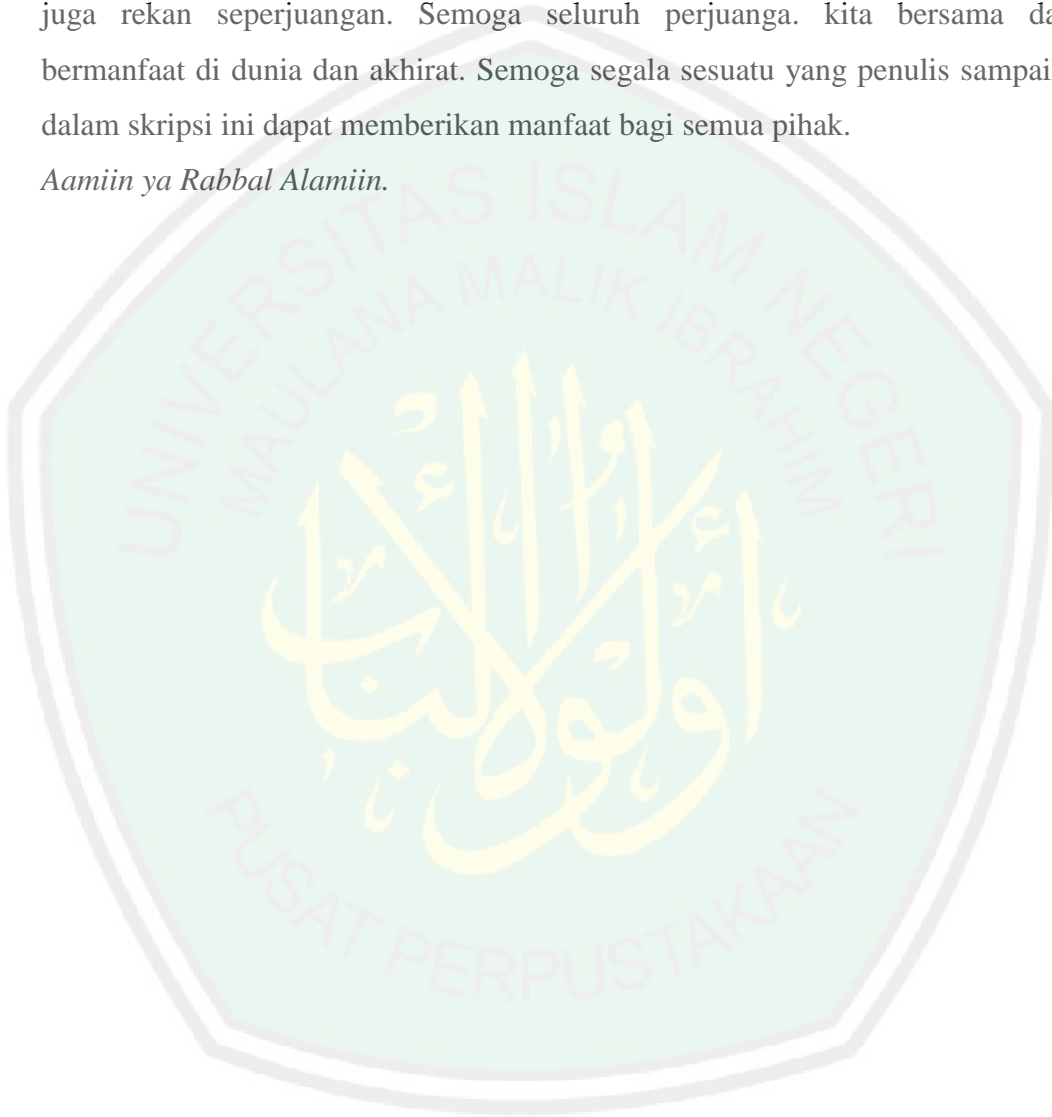 juga rekan seperjuangan. Semoga seluruh perjuanga. kita bersama da
bermanfaat di dunia dan akhirat. Semoga segala sesuatu yang penulis sampai
dalam skripsi ini dapat memberikan manfaat bagi semua pihak.
Aamiin ya Rabbal Alamiin.
UNIVERSITAS ISLAM NEGERI
MAULANA MALIK IBRAHIM
أولوا الألباب
PUSAT PERPUSTAKAAN